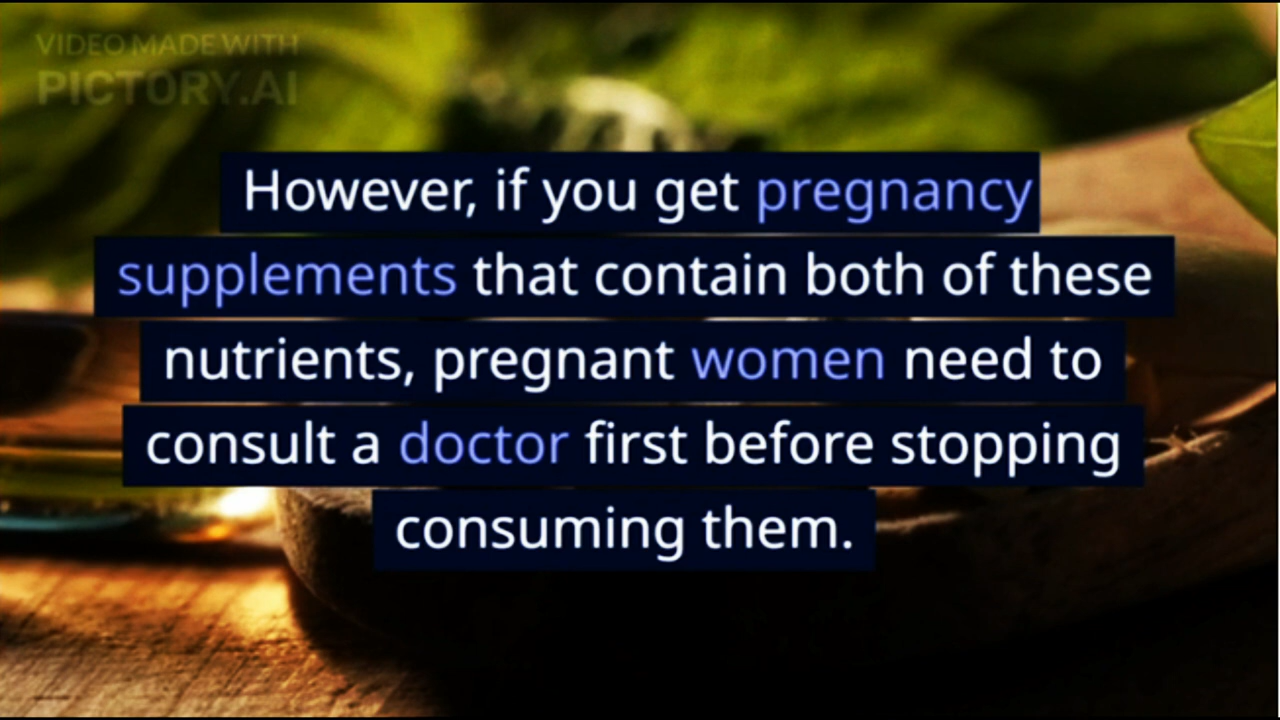 VIDEO MADE WITH
PICTORY.AI
However, if you get pregnancy
supplements that contain both of these
nutrients, pregnant women need to
consult a doctor first before stopping
consuming them.